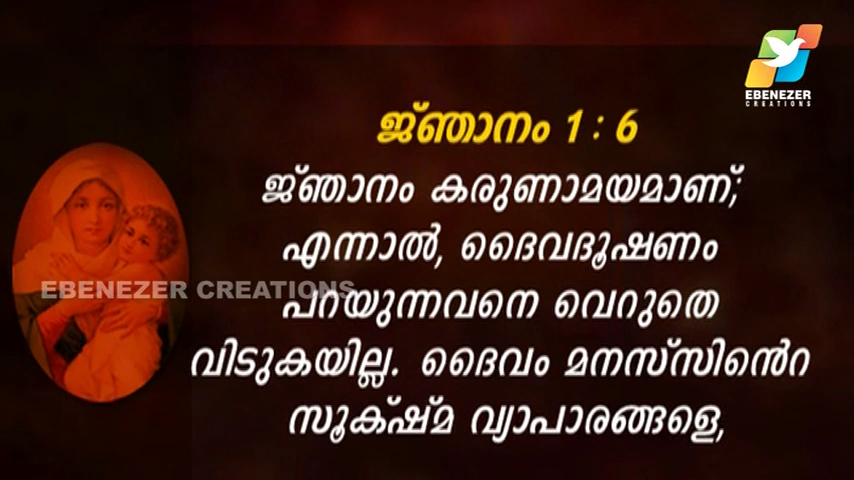 EBENEZER
CREATIONS
ജ്ഞാനം 1 : 6
ജ്ഞാനം കരുണാമയമാണ്;
എന്നാൽ, ദൈവദൂഷണം
EBENEZER CREATIONS
പറയുന്നവനെ വെറുതെ
വിടുകയില്ല. ദൈവം മനസ്സിൻെറ
സൂക്ഷ്മ വ്യാപാരങ്ങളെ,